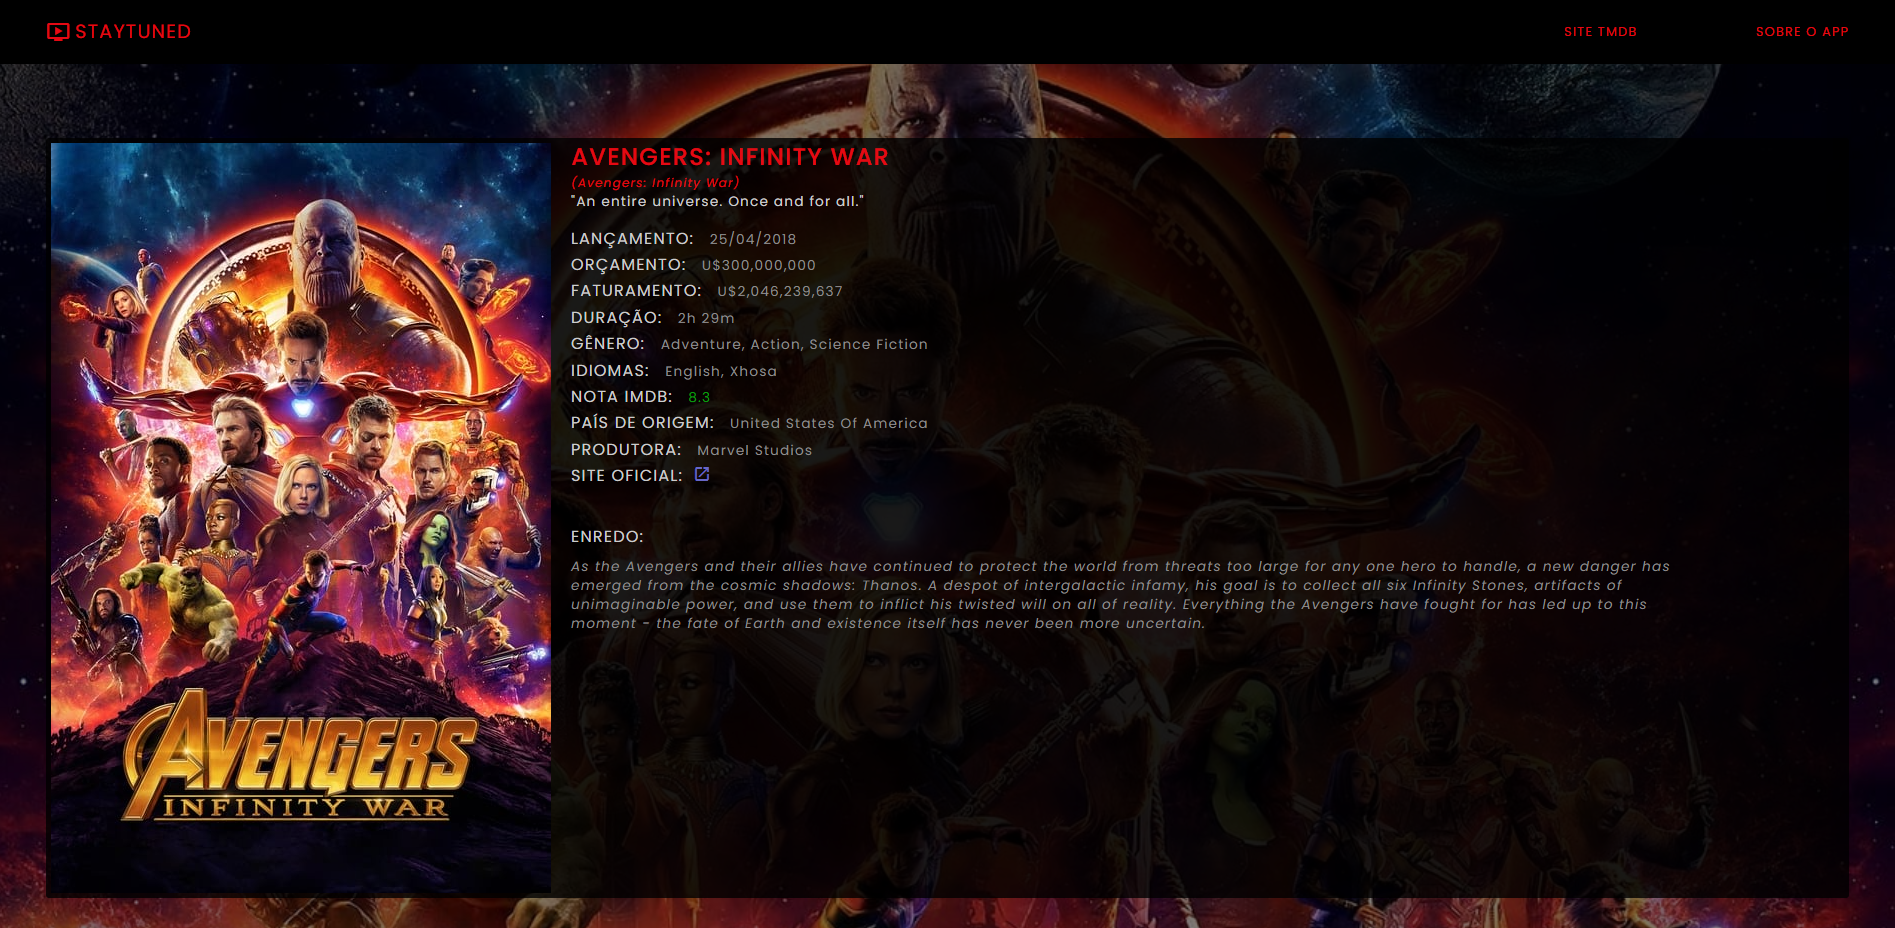 STAYTUNED
SITE TMDB
SOBRE O APP
AVENGERS: INFINITY WAR
(Avengers: Infinity War)
"An entire universe. Once and for all."
LANÇAMENTO: 25/04/2018
ORÇAMENTO: U$300,000,000
FATURAMENTO: U$2,046,239,637
DURAÇÃO: 2h 29m
GÊNERO: Adventure, Action, Science Fiction
IDIOMAS: English, Xhosa
NOTA IMDB: 8.3
PAÍS DE ORIGEM: United States Of America
PRODUTORA: Marvel Studios
SITE OFICIAL:
ENREDO:
As the Avengers and their allies have continued to protect the world from threats too large for any one hero to handle, a new danger has
emerged from the cosmic shadows: Thanos. A despot of intergalactic infamy, his goal is to collect all six Infinity Stones, artifacts of
unimaginable power, and use them to inflict his twisted will on all of reality. Everything the Avengers have fought for has led up to this
moment - the fate of Earth and existence itself has never been more uncertain.
AVENGERS
INFINITY WAR